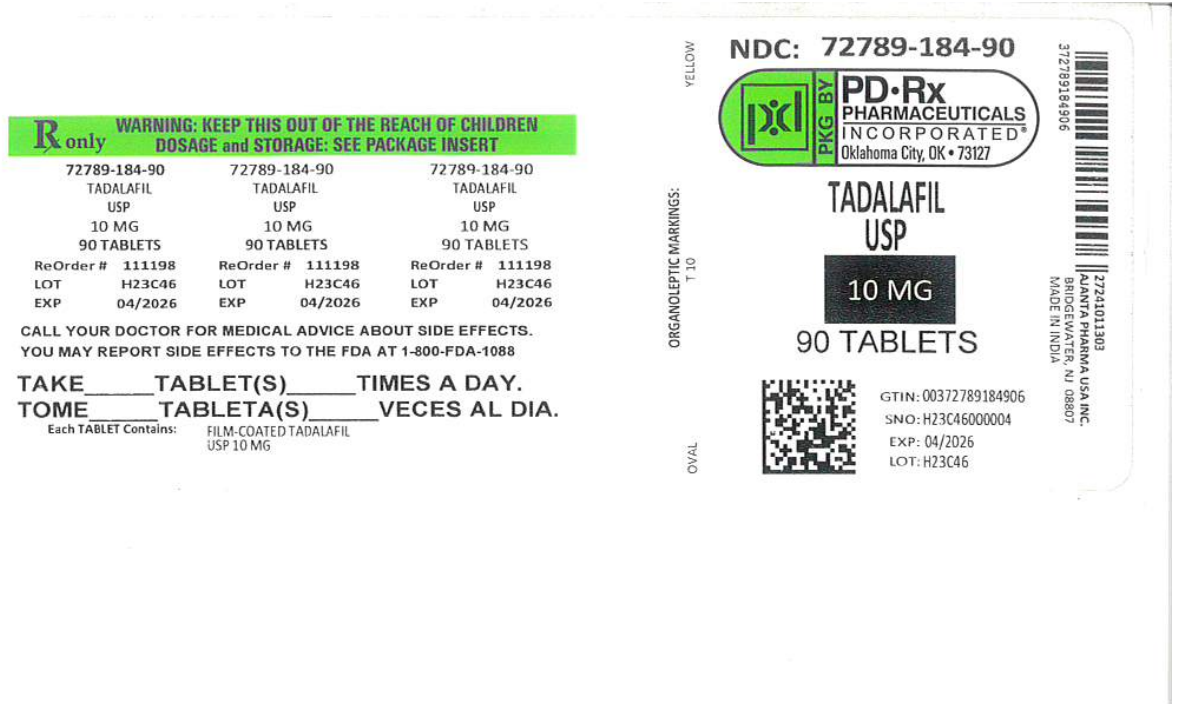 Rx only
WARNING: KEEP THIS OUT OF THE REACH OF CHILDREN
DOSAGE and STORAGE: SEE PACKAGE INSERT
72789-184-90 72789-184-90 72789-184-90
TADALAFIL TADALAFIL TADALAFIL
USP USP USP
10 MG 10 MG 10 MG
90 TABLETS 90 TABLETS 90 TABLETS
ReOrder # 111198 ReOrder # 111198 ReOrder # 111198
LOT H23C46 LOT H23C46 LOT H23C46
EXP 04/2026 EXP 04/2026 EXP 04/2026
CALL YOUR DOCTOR FOR MEDICAL ADVICE ABOUT SIDE EFFECTS.
YOU MAY REPORT SIDE EFFECTS TO THE FDA AT 1-800-FDA-1088
TAKE_____TABLET(S)_____TIMES A DAY.
TOME_____TABLETA(S)_____VECES AL DIA.
Each TABLET Contains: FILM-COATED TADALAFIL
USP 10 MG
ORGANOLEPTIC MARKINGS:
OVAL T 10 YELLOW
NDC: 72789-184-90
PKG BY
PD•Rx
PHARMACEUTICALS
INCORPORATED®
Oklahoma City, OK • 73127
TADALAFIL
USP
10 MG
90 TABLETS
GTIN: 00372789184906
SNO: H23C46000004
EXP: 04/2026
LOT: H23C46
372789184906
27241011303
AJANTA PHARMA USA INC.
BRIDGEWATER, NJ 08807
MADE IN INDIA